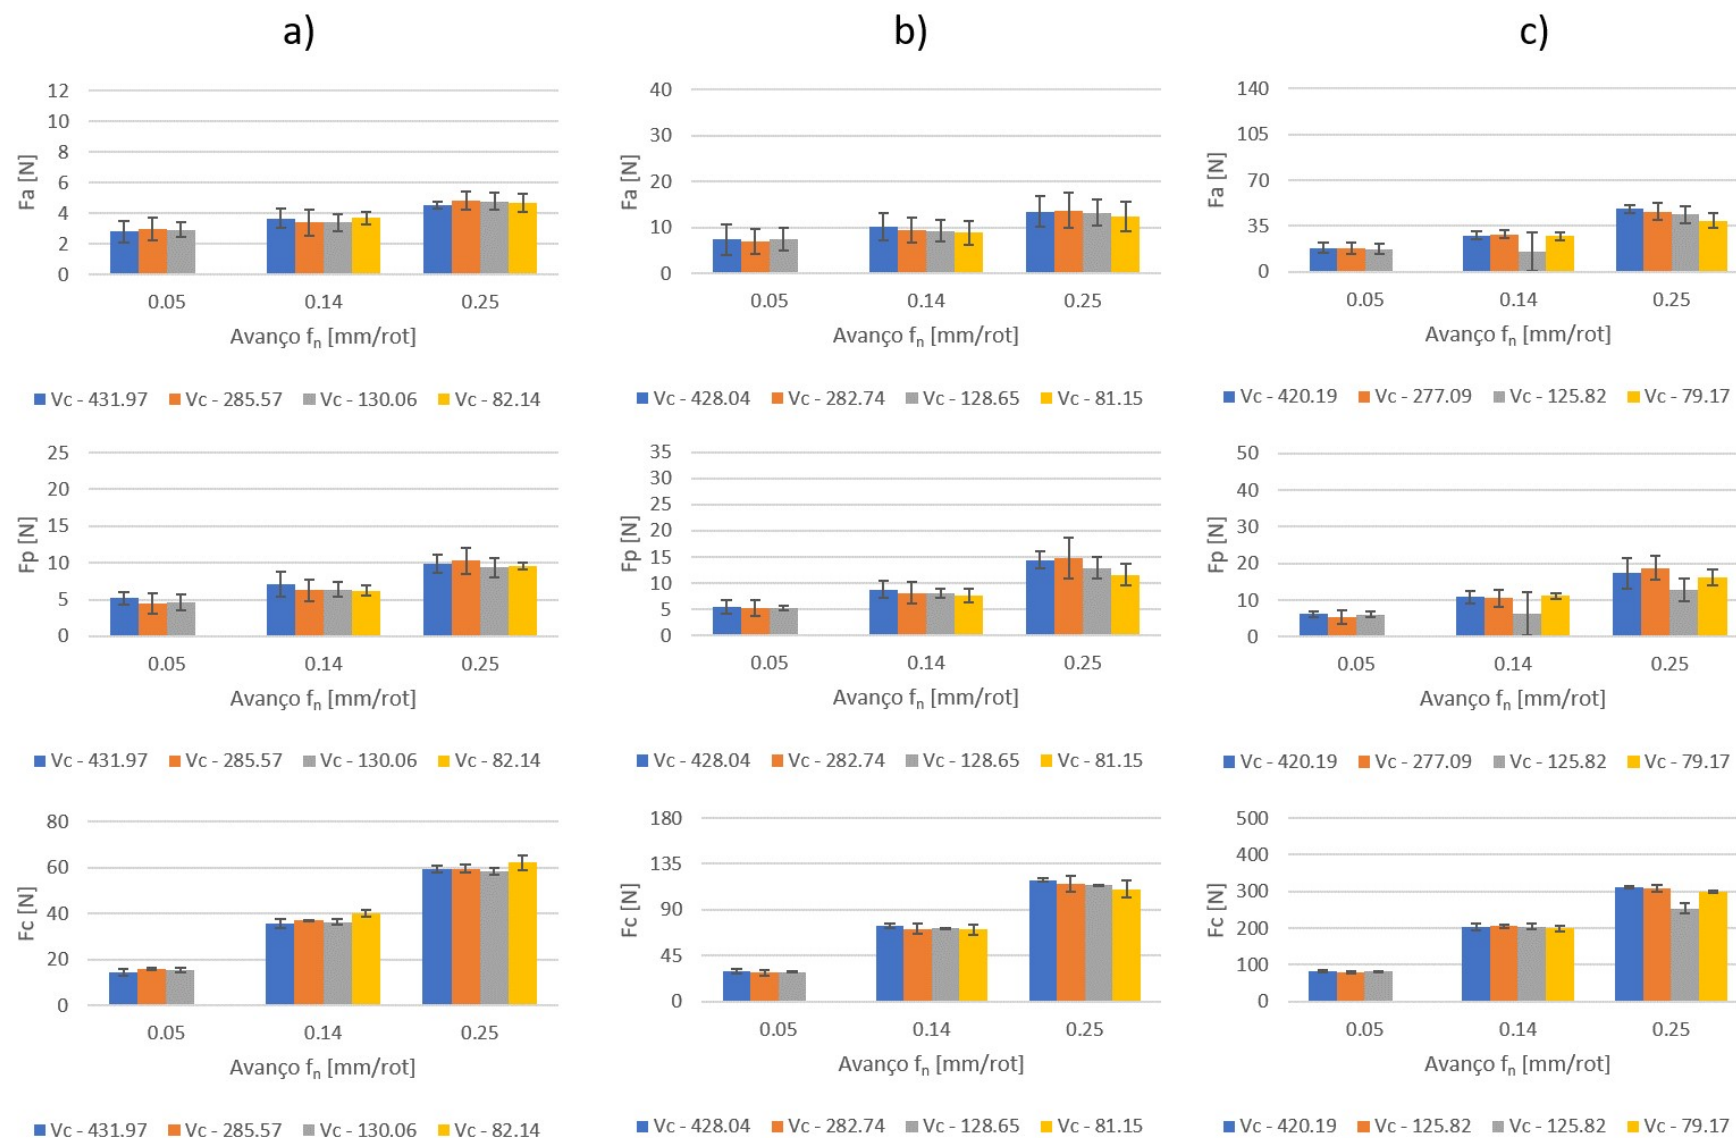 a) b) c)
12
10
8
6
4
2
0
Fa [N]
0.05 0.14 0.25
Avanço fn [mm/rot]
Vc - 431.97 Vc - 285.57 Vc - 130.06 Vc - 82.14
40
30
20
10
0
Fa [N]
0.05 0.14 0.25
Avanço fn [mm/rot]
Vc - 428.04 Vc - 282.74 Vc - 128.65 Vc - 81.15
140
105
70
35
0
Fa [N]
0.05 0.14 0.25
Avanço fn [mm/rot]
Vc - 420.19 Vc - 277.09 Vc - 125.82 Vc - 79.17
25
20
15
10
5
0
Fp [N]
0.05 0.14 0.25
Avanço fn [mm/rot]
Vc - 431.97 Vc - 285.57 Vc - 130.06 Vc - 82.14
35
30
25
20
15
10
5
0
Fp [N]
0.05 0.14 0.25
Avanço fn [mm/rot]
Vc - 428.04 Vc - 282.74 Vc - 128.65 Vc - 81.15
50
40
30
20
10
0
Fp [N]
0.05 0.14 0.25
Avanço fn [mm/rot]
Vc - 420.19 Vc - 277.09 Vc - 125.82 Vc - 79.17
80
60
40
20
0
Fc [N]
0.05 0.14 0.25
Avanço fn [mm/rot]
Vc - 431.97 Vc - 285.57 Vc - 130.06 Vc - 82.14
180
135
90
45
0
Fc [N]
0.05 0.14 0.25
Avanço fn [mm/rot]
Vc - 428.04 Vc - 282.74 Vc - 128.65 Vc - 81.15
500
400
300
200
100
0
Fc [N]
0.05 0.14 0.25
Avanço fn [mm/rot]
Vc - 420.19 Vc - 125.82 Vc - 125.82 Vc - 79.17